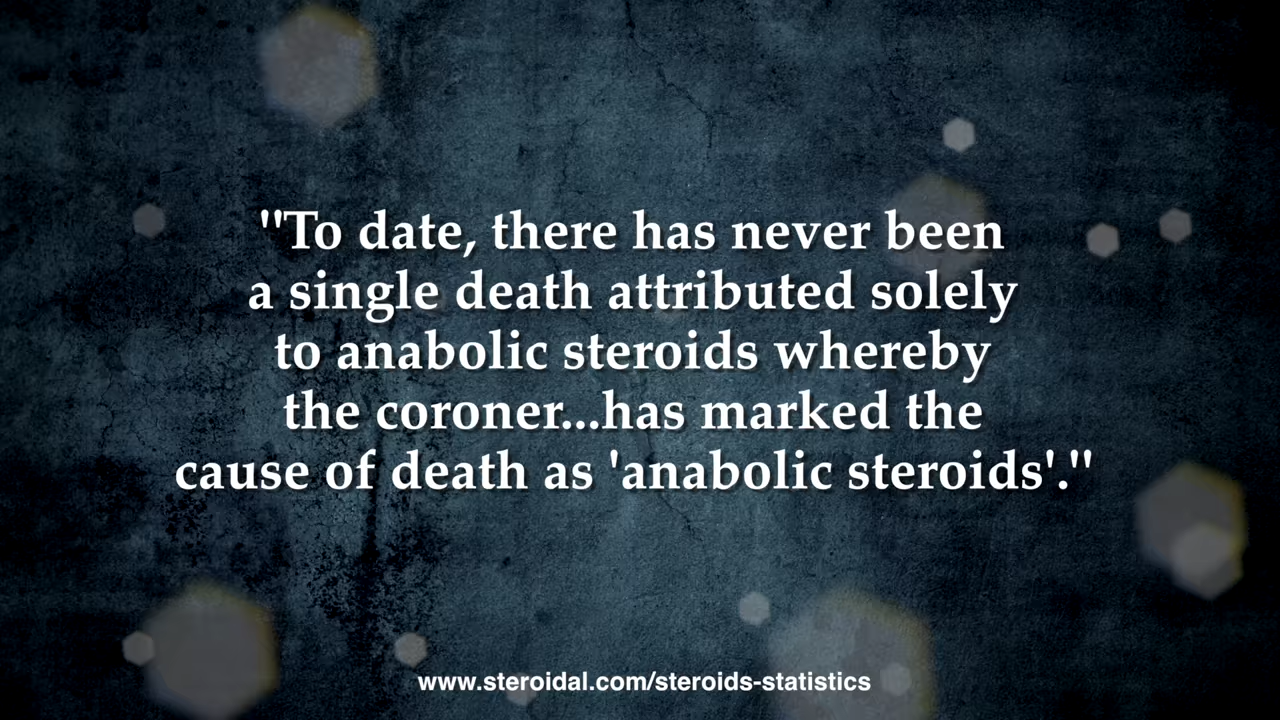 "To date, there has never been
a single death attributed solely
to anabolic steroids whereby
the coroner...has marked the
cause of death as 'anabolic steroids'."
www.steroidal.com/steroids-statistics